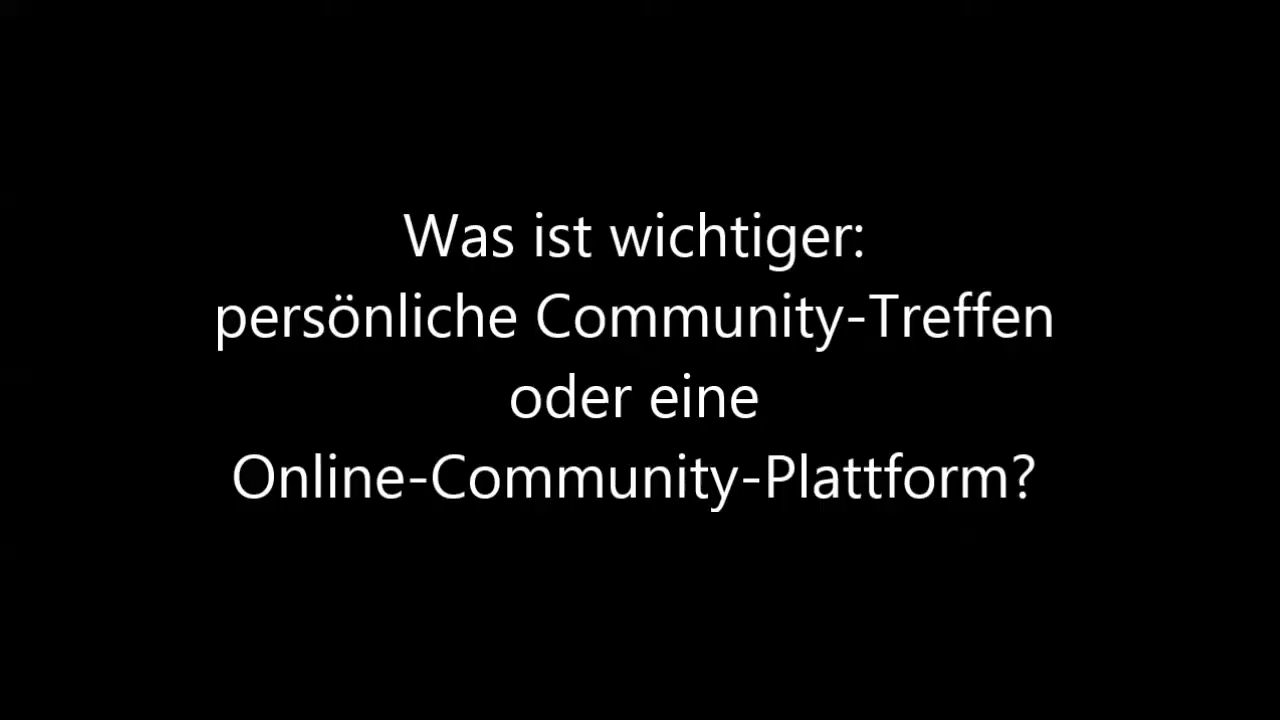 Was ist wichtiger:
persönliche Community-Treffen
oder eine
Online-Community-Plattform?